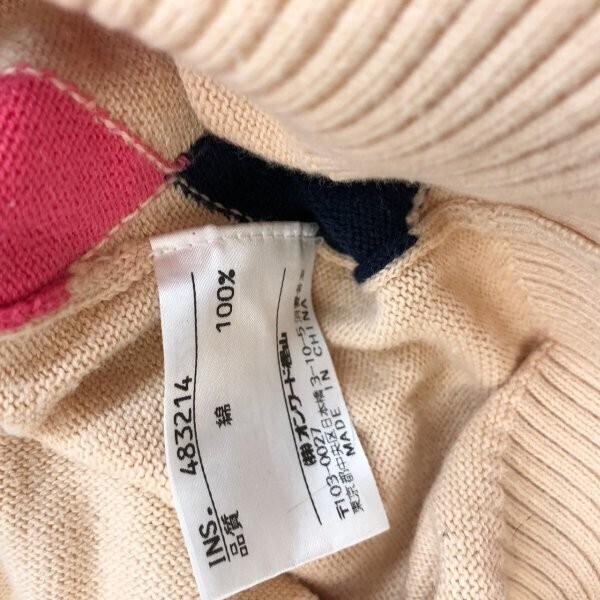 INS. 483214
品質 綿 100%
㈱オンワード樫山
〒103-0027
東京都中央区日本橋3-10-5
MADE IN CHINA